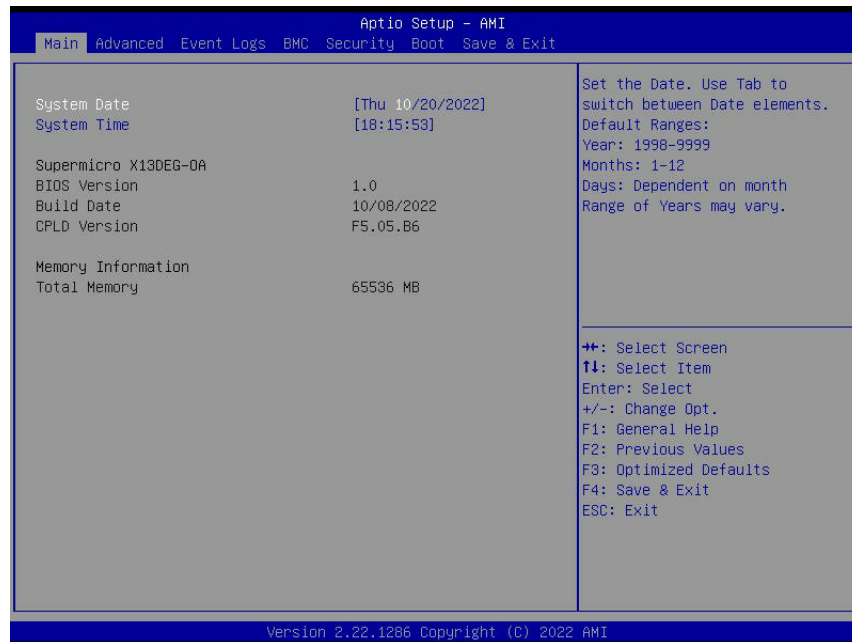 Aptio Setup - AMI
Main Advanced Event Logs BMC Security Boot Save & Exit
System Date [Thu 10/20/2022]
System Time [18:15:53]
Supermicro X13DEG-OA
BIOS Version 1.0
Build Date 10/08/2022
CPLD Version F5.05.B6
Memory Information
Total Memory 65536 MB
Set the Date. Use Tab to
switch between Date elements.
Default Ranges:
Year: 1998-9999
Months: 1-12
Days: Dependent on month
Range of Years may vary.
→←: Select Screen
↑↓: Select Item
Enter: Select
+/-: Change Opt.
F1: General Help
F2: Previous Values
F3: Optimized Defaults
F4: Save & Exit
ESC: Exit
Version 2.22.1286 Copyright (C) 2022 AMI